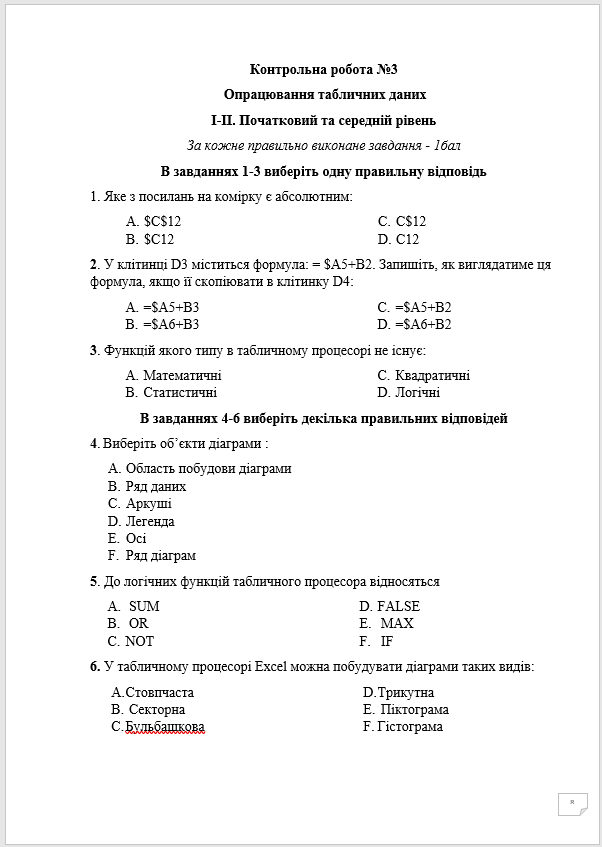 Контрольна робота №3
Опрацювання табличних даних
І-ІІ. Початковий та середній рівень
За кожне правильно виконане завдання - 1бал
В завданнях 1-3 виберіть одну правильну відповідь
1. Яке з посилань на комірку є абсолютним:
A. $C$12
B. $C12
C. C$12
D. C12
2. У клітинці D3 міститься формула: = $A5+B2. Запишіть, як виглядатиме ця
формула, якщо її скопіювати в клітинку D4:
A. =$A5+B3
B. =$A6+B3
C. =$A5+B2
D. =$A6+B2
3. Функцій якого типу в табличному процесорі не існує:
A. Математичні
B. Статистичні
C. Квадратичні
D. Логічні
В завданнях 4-6 виберіть декілька правильних відповідей
4. Виберіть об’єкти діаграми :
A. Область побудови діаграми
B. Ряд даних
C. Аркуші
D. Легенда
E. Осі
F. Ряд діаграм
5. До логічних функцій табличного процесора відносяться
A. SUM
B. OR
C. NOT
D. FALSE
E. MAX
F. IF
6. У табличному процесорі Excel можна побудувати діаграми таких видів:
A.Стовпчаста
B. Секторна
C.Бульбашкова
D.Трикутна
E. Піктограма
F. Гістограма